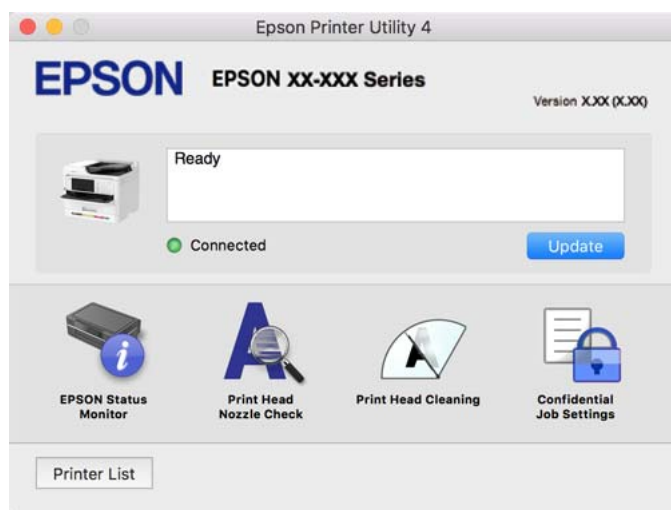 Epson Printer Utility 4
EPSON
EPSON XX-XXX Series
Version X.XX (X.XX)
Ready
Connected
Update
EPSON Status
Monitor
Print Head
Nozzle Check
Print Head Cleaning
Confidential
Job Settings
Printer List